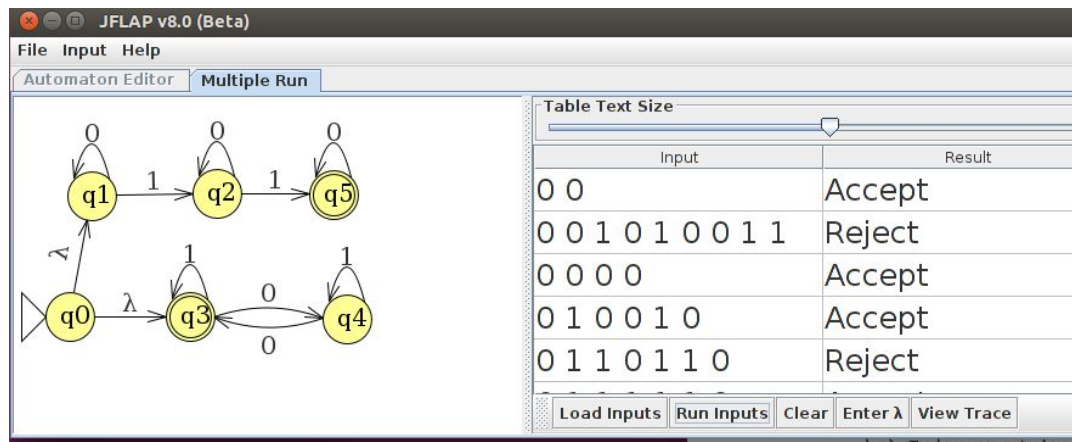 JFLAP v8.0 (Beta)
File Input Help
Automaton Editor Multiple Run
0 0 0
q1 1 q2 1 q5
λ
1 1
q0 λ q3 0 q4
0
Table Text Size
Input Result
0 0 Accept
0 0 1 0 1 0 0 1 1 Reject
0 0 0 0 Accept
0 1 0 0 1 0 Accept
0 1 1 0 1 1 0 Reject
Load Inputs Run Inputs Clear Enter λ View Trace